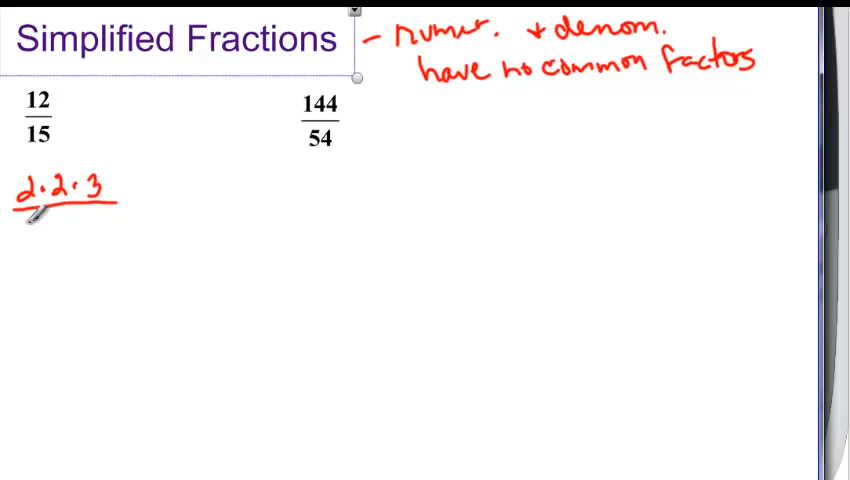 Simplified Fractions - numer. + denom.
have no common factors
12 144
15 54
2·2·3